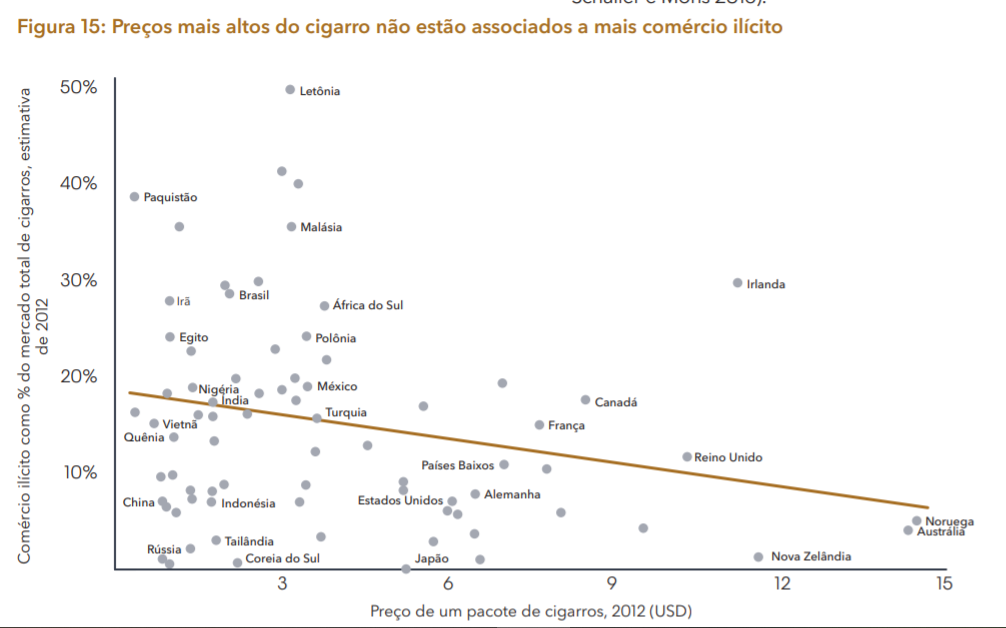 Figura 15: Preços mais altos do cigarro não estão associados a mais comércio ilícito
Comércio ilícito como % do mercado total de cigarros, estimativa
de 2012
50%
40%
30%
20%
10%
Letônia
Paquistão
Malásia
Irlanda
Brasil
Irã
África do Sul
Egito
Polônia
México
Nigéria
Índia
Canadá
Turquia
Vietnã
França
Quênia
Reino Unido
Países Baixos
Alemanha
Estados Unidos
China
Indonésia
Noruega
Austrália
Tailândia
Rússia
Coreia do Sul
Japão
Nova Zelândia
3
6
9
12
15
Preço de um pacote de cigarros, 2012 (USD)